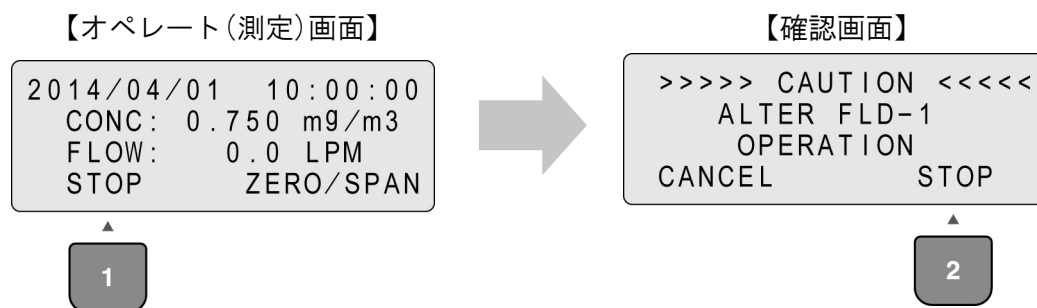 【オペレート(測定)画面】
2014/04/01 10:00:00
CONC: 0.750 mg/m3
FLOW: 0.0 LPM
STOP ZERO/SPAN
1
【確認画面】
>>>>> CAUTION <<<<<
ALTER FLD-1
OPERATION
CANCEL STOP
2